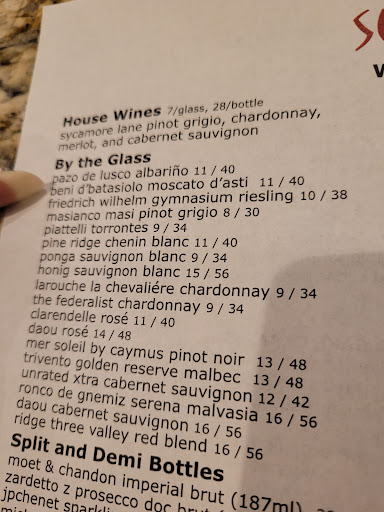 House Wines 7/glass, 28/bottle
sycamore lane pinot grigio, chardonnay,
merlot, and cabernet sauvignon
By the Glass
pazo de lusco albariño 11 / 40
beni d'batasiolo moscato d'asti 11 / 40
friedrich wilhelm gymnasium riesling 10 / 38
masianco masi pinot grigio 8 / 30
piattelli torrontes 9 / 34
pine ridge chenin blanc 11 / 40
ponga sauvignon blanc 9 / 34
honig sauvignon blanc 15 / 56
larouche la chevaliére chardonnay 9 / 34
the federalist chardonnay 9 / 34
clarendelle rosé 11 / 40
daou rosé 14 / 48
mer soleil by caymus pinot noir 13 / 48
trivento golden reserve malbec 13 / 48
unrated xtra cabernet sauvignon 12 / 42
ronco de gnemiz serena malvasia 16 / 56
daou cabernet sauvignon 16 / 56
ridge three valley red blend 16 / 56
Split and Demi Bottles
moet & chandon imperial brut (187ml)
zardetto z prosecco doc brut
jpchenet